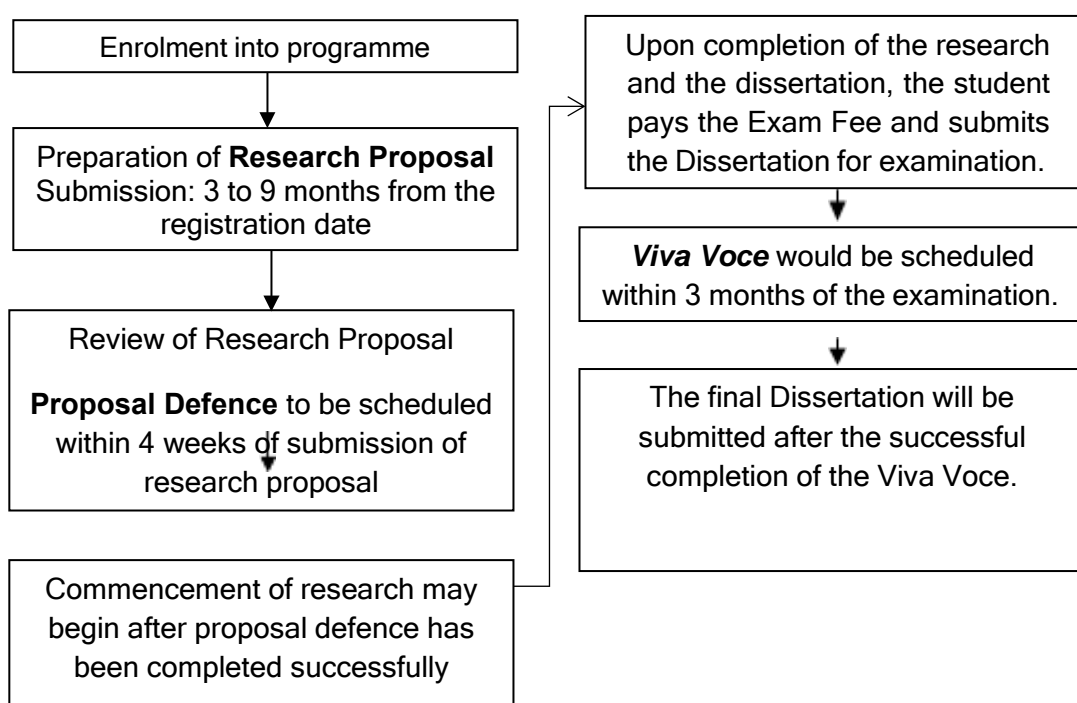 Enrolment into programme
Preparation of Research Proposal
Submission: 3 to 9 months from the
registration date
Review of Research Proposal
Proposal Defence to be scheduled
within 4 weeks of submission of
research proposal
Commencement of research may
begin after proposal defence has
been completed successfully
Upon completion of the research
and the dissertation, the student
pays the Exam Fee and submits
the Dissertation for examination.
Viva Voce would be scheduled
within 3 months of the examination.
The final Dissertation will be
submitted after the successful
completion of the Viva Voce.